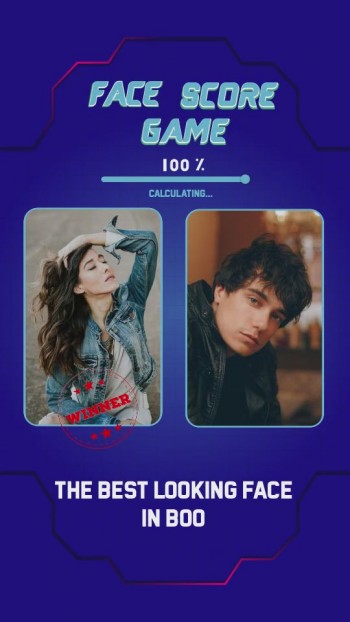 FACE SCORE
GAME
100 %
CALCULATING...
WINNER
THE BEST LOOKING FACE
IN BOO